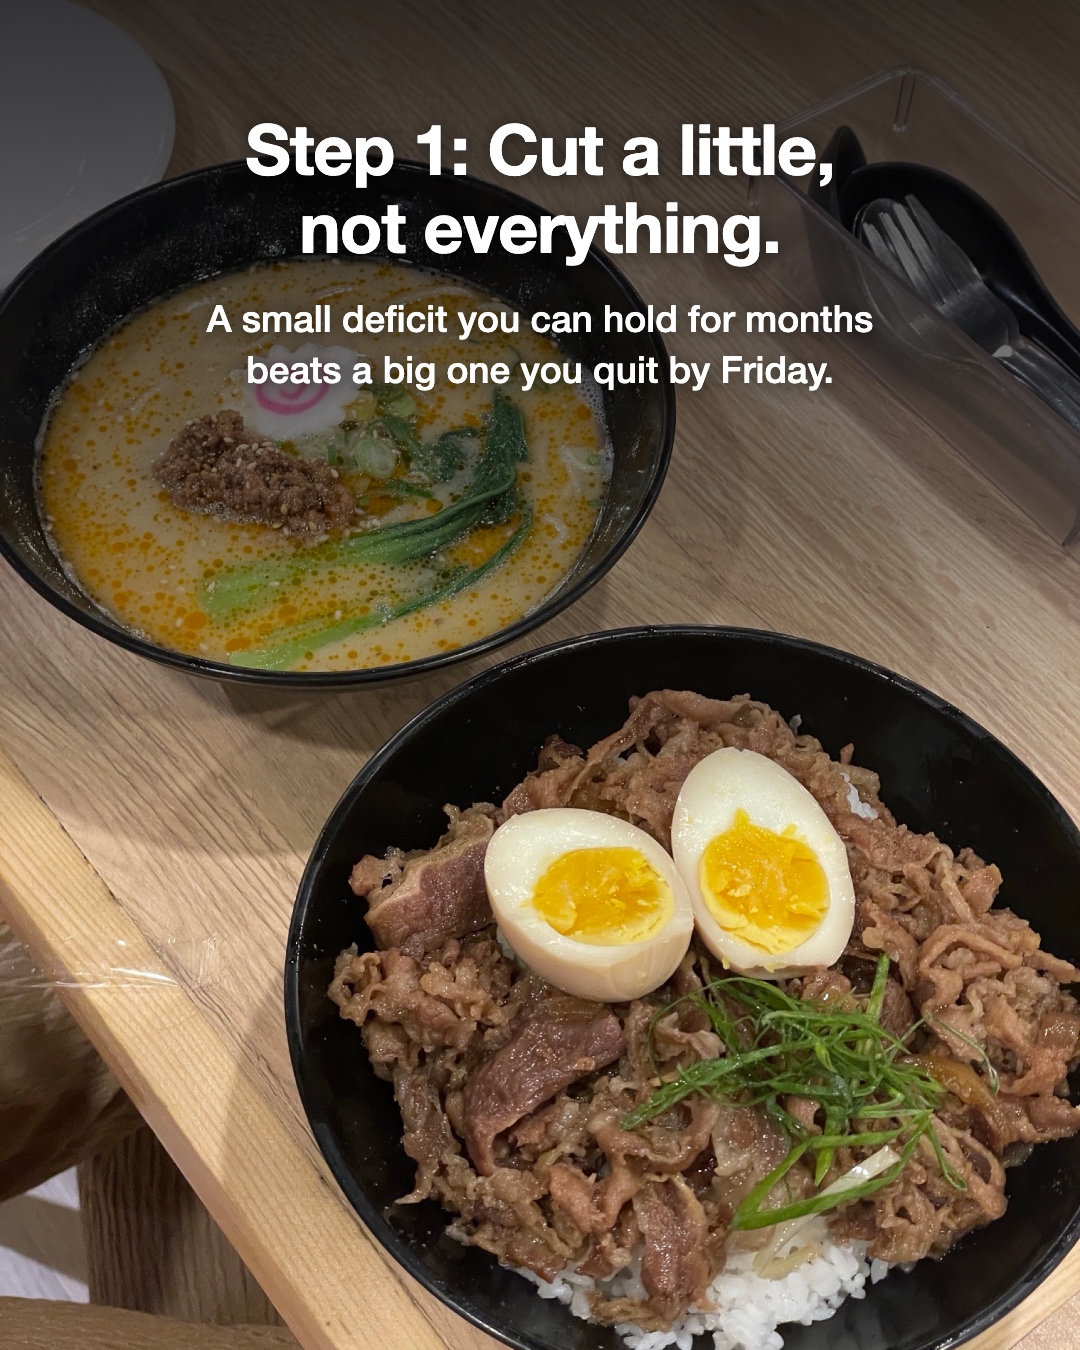 Step 1: Cut a little,
not everything.
A small deficit you can hold for months
beats a big one you quit by Friday.